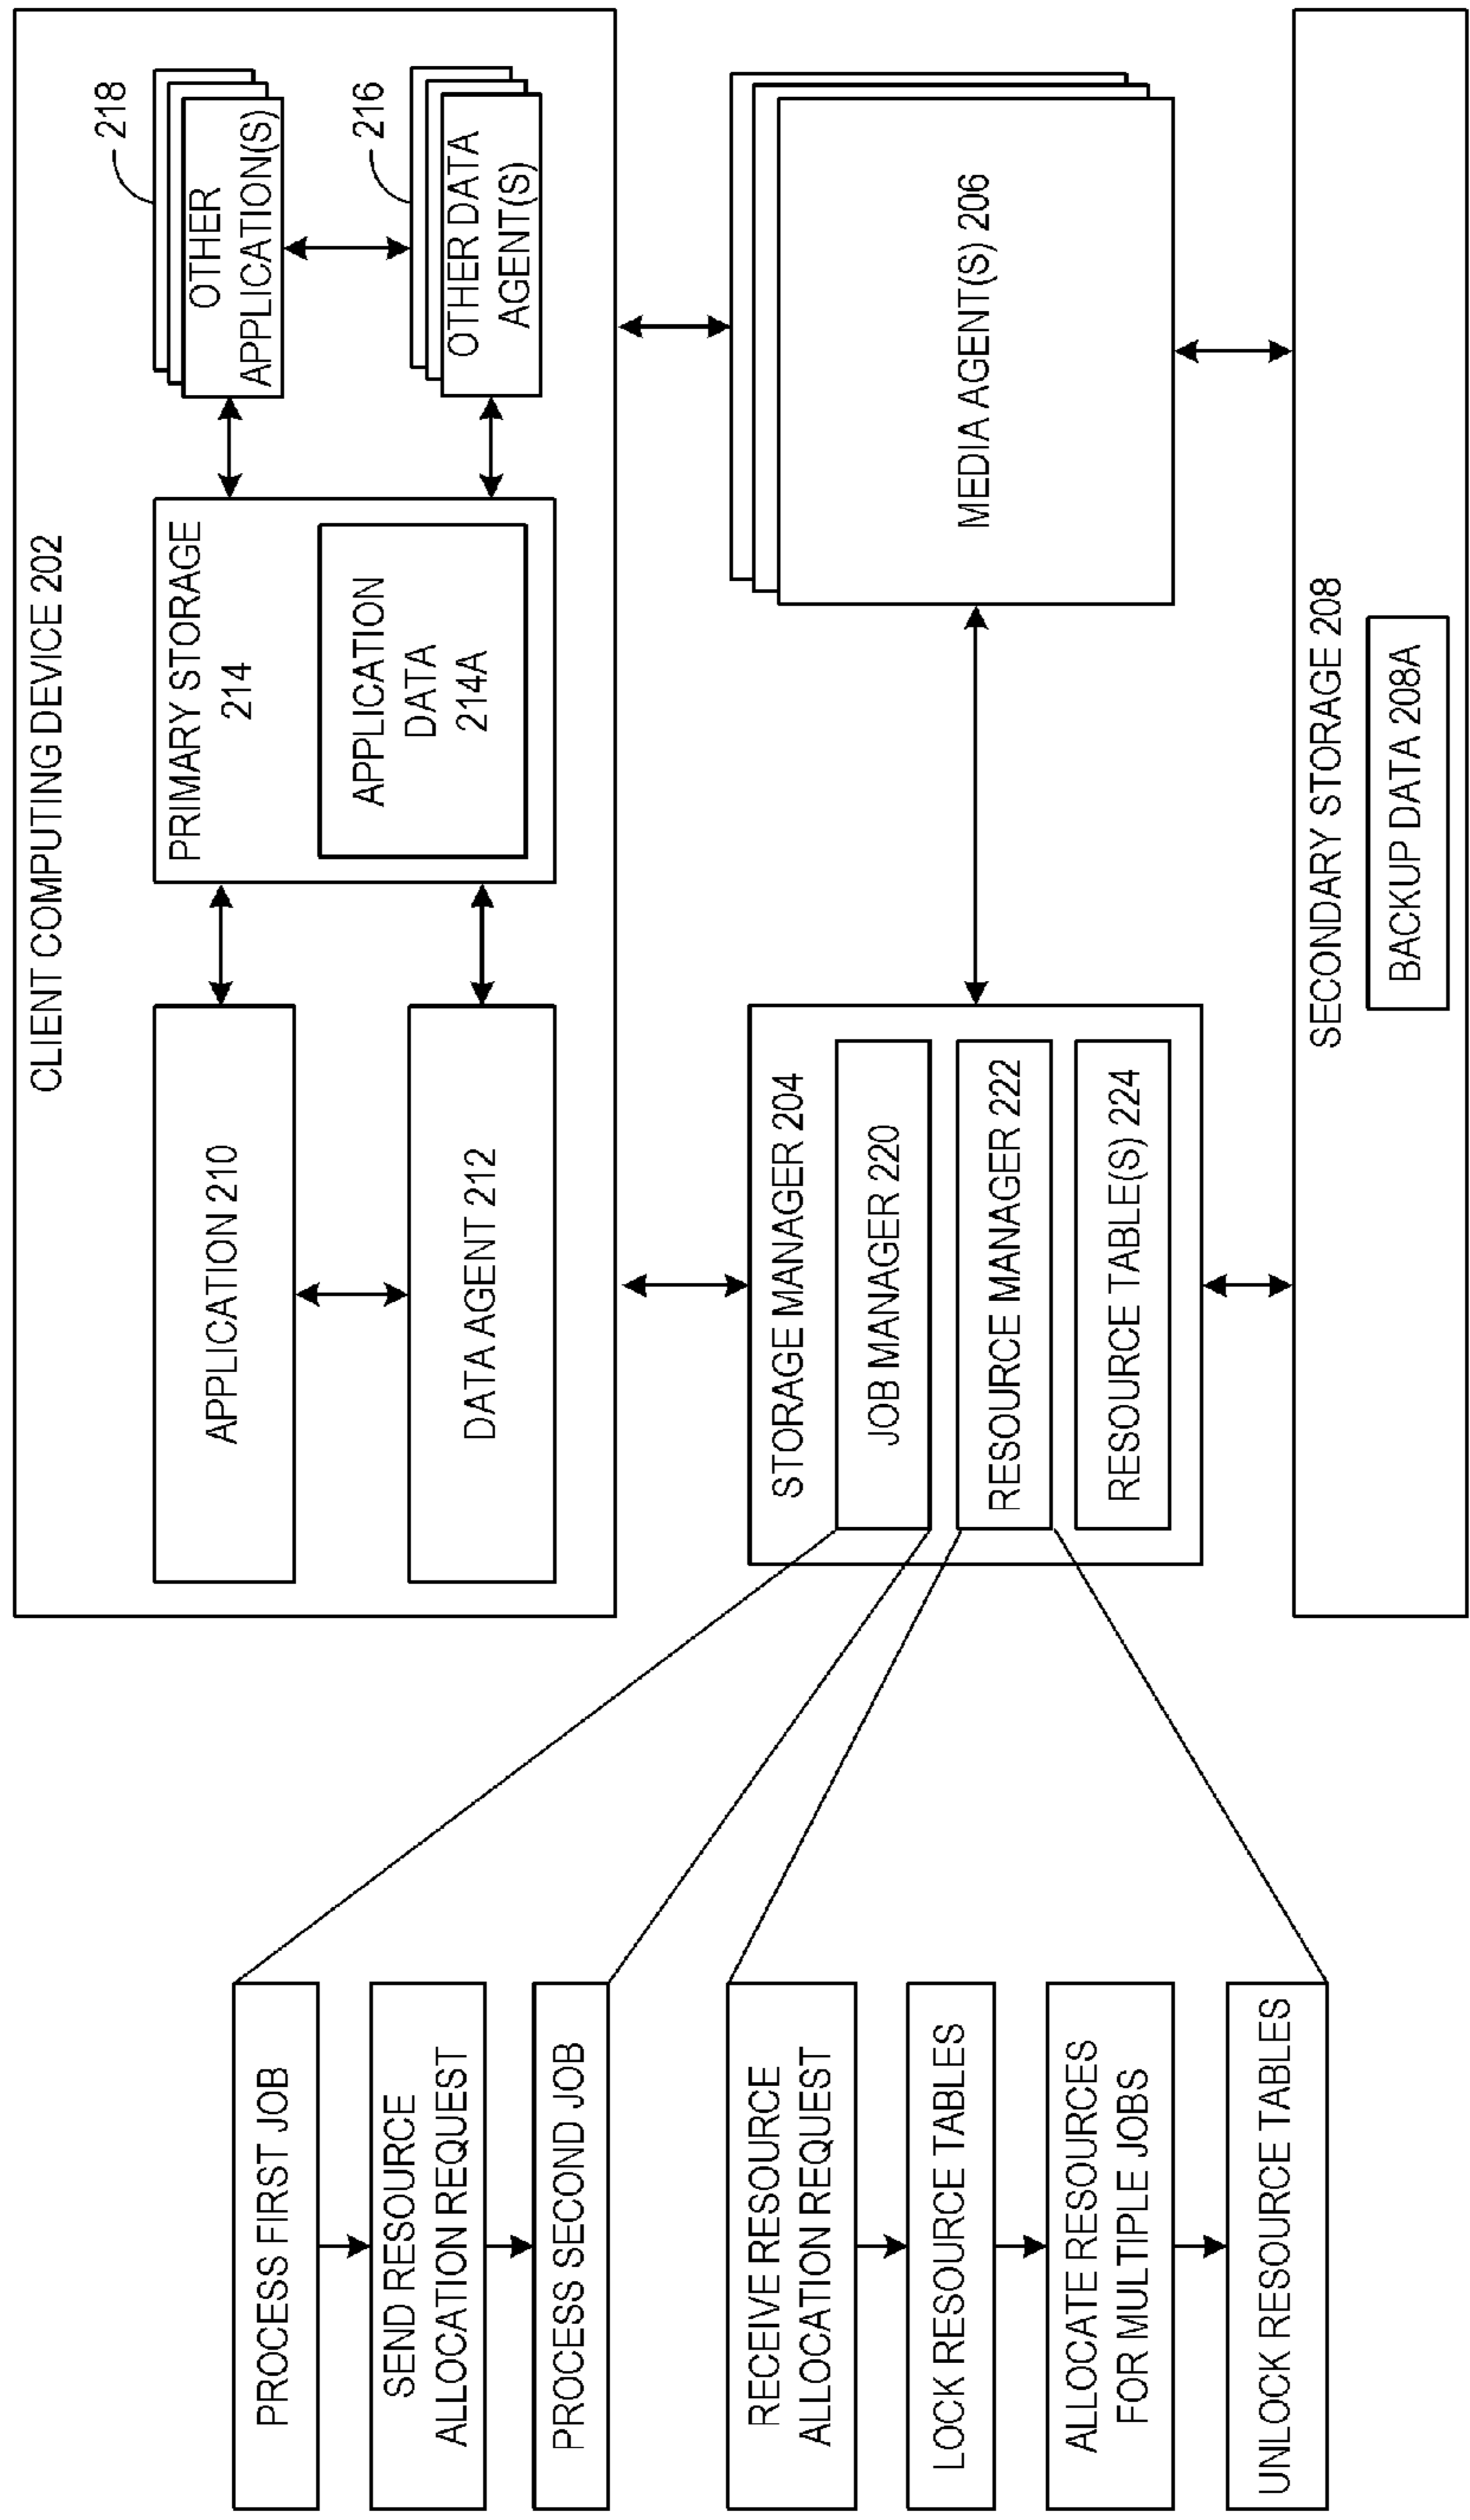 CLIENT COMPUTING DEVICE 202
APPLICATION 210
DATA AGENT 212
PRIMARY STORAGE
214
APPLICATION
DATA
214A
218
OTHER
APPLICATION(S)
216
OTHER DATA
AGENT(S)
STORAGE MANAGER 204
JOB MANAGER 220
RESOURCE MANAGER 222
RESOURCE TABLE(S) 224
MEDIA AGENT(S) 206
SECONDARY STORAGE 208
BACKUP DATA 208A
PROCESS FIRST JOB
SEND RESOURCE
ALLOCATION REQUEST
PROCESS SECOND JOB
RECEIVE RESOURCE
ALLOCATION REQUEST
LOCK RESOURCE TABLES
ALLOCATE RESOURCES
FOR MULTIPLE JOBS
UNLOCK RESOURCE TABLES